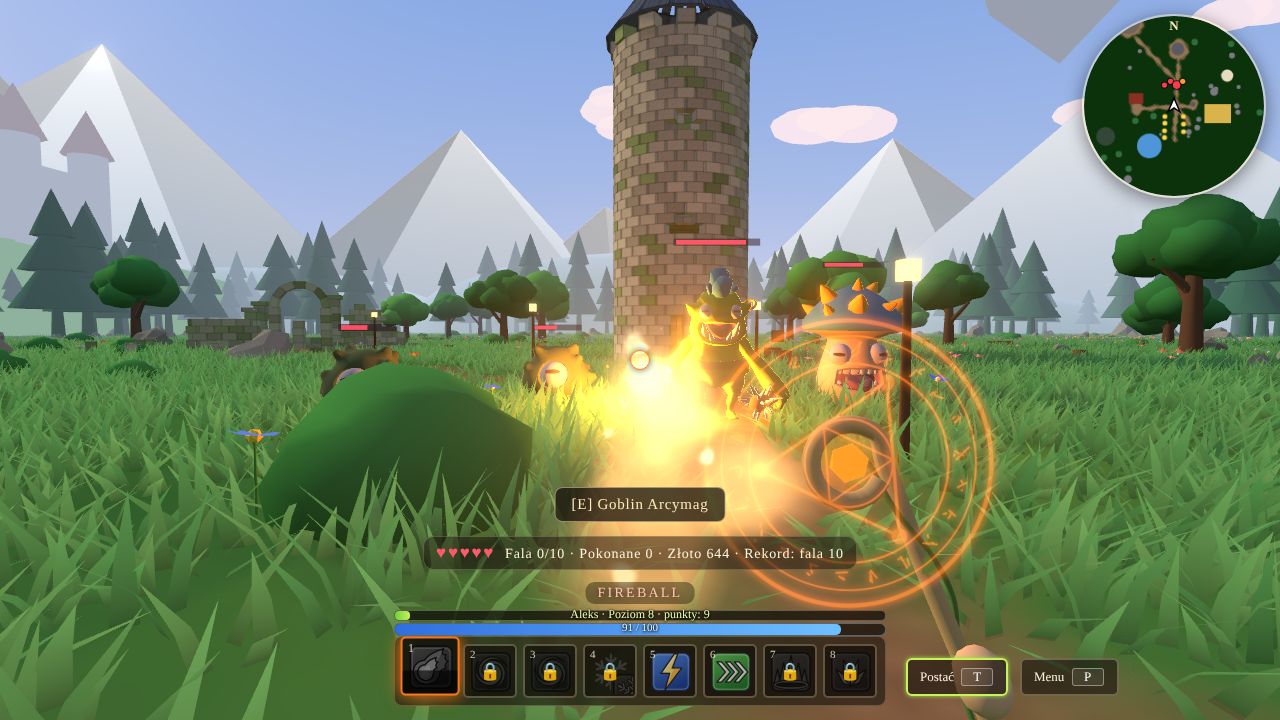 N
[E] Goblin Arcymag
♥♥♥♥♥ Fala 0/10 · Pokonane 0 · Złoto 644 · Rekord: fala 10
FIREBALL
Aleks · Poziom 8 · punkty: 9
91 / 100
1 2 3 4 5 6 7 8
Postać T Menu P